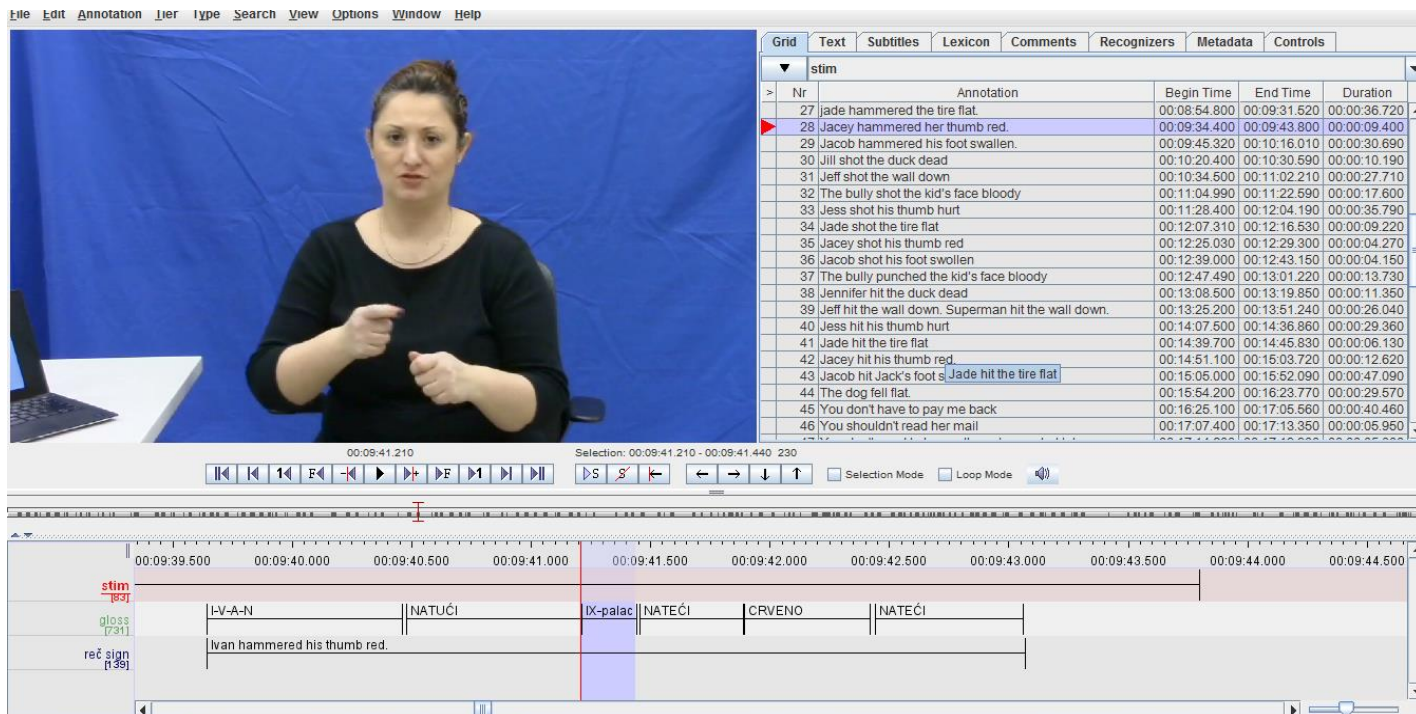 File Edit Annotation Tier Type Search View Options Window Help
Grid Text Subtitles Lexicon Comments Recognizers Metadata Controls
stim
> Nr Annotation Begin Time End Time Duration
27 jade hammered the tire flat. 00:08:54.800 00:09:31.520 00:00:36.720
28 Jacey hammered her thumb red. 00:09:34.400 00:09:43.800 00:00:09.400
29 Jacob hammered his foot swallen. 00:09:45.320 00:10:16.010 00:00:30.690
30 Jill shot the duck dead 00:10:20.400 00:10:30.590 00:00:10.190
31 Jeff shot the wall down 00:10:34.500 00:11:02.210 00:00:27.710
32 The bully shot the kid's face bloody 00:11:04.990 00:11:22.590 00:00:17.600
33 Jess shot his thumb hurt 00:11:28.400 00:12:04.190 00:00:35.790
34 Jade shot the tire flat 00:12:07.310 00:12:16.530 00:00:09.220
35 Jacey shot his thumb red 00:12:25.030 00:12:29.300 00:00:04.270
36 Jacob shot his foot swollen 00:12:39.000 00:12:43.150 00:00:04.150
37 The bully punched the kid's face bloody 00:12:47.490 00:13:01.220 00:00:13.730
38 Jennifer hit the duck dead 00:13:08.500 00:13:19.850 00:00:11.350
39 Jeff hit the wall down. Superman hit the wall down. 00:13:25.200 00:13:51.240 00:00:26.040
40 Jess hit his thumb hurt 00:14:07.500 00:14:36.860 00:00:29.360
41 Jade hit the tire flat 00:14:39.700 00:14:45.830 00:00:06.130
42 Jacey hit his thumb red. 00:14:51.100 00:15:03.720 00:00:12.620
43 Jacob hit Jack's foot s Jade hit the tire flat 00:15:05.000 00:15:52.090 00:00:47.090
44 The dog fell flat. 00:15:54.200 00:16:23.770 00:00:29.570
45 You don't have to pay me back 00:16:25.100 00:17:05.560 00:00:40.460
46 You shouldn't read her mail 00:17:07.400 00:17:13.350 00:00:05.950
00:09:41.210 Selection: 00:09:41.210 - 00:09:41.440 230
1 F F 1 S S Selection Mode Loop Mode
00:09:39.500 00:09:40.000 00:09:40.500 00:09:41.000 00:09:41.500 00:09:42.000 00:09:42.500 00:09:43.000 00:09:43.500 00:09:44.000 00:09:44.500
stim
[83]
gloss I-V-A-N NATUĆI IX-palac NATEĆI CRVENO NATEĆI
[731]
reč sign Ivan hammered his thumb red.
[139]